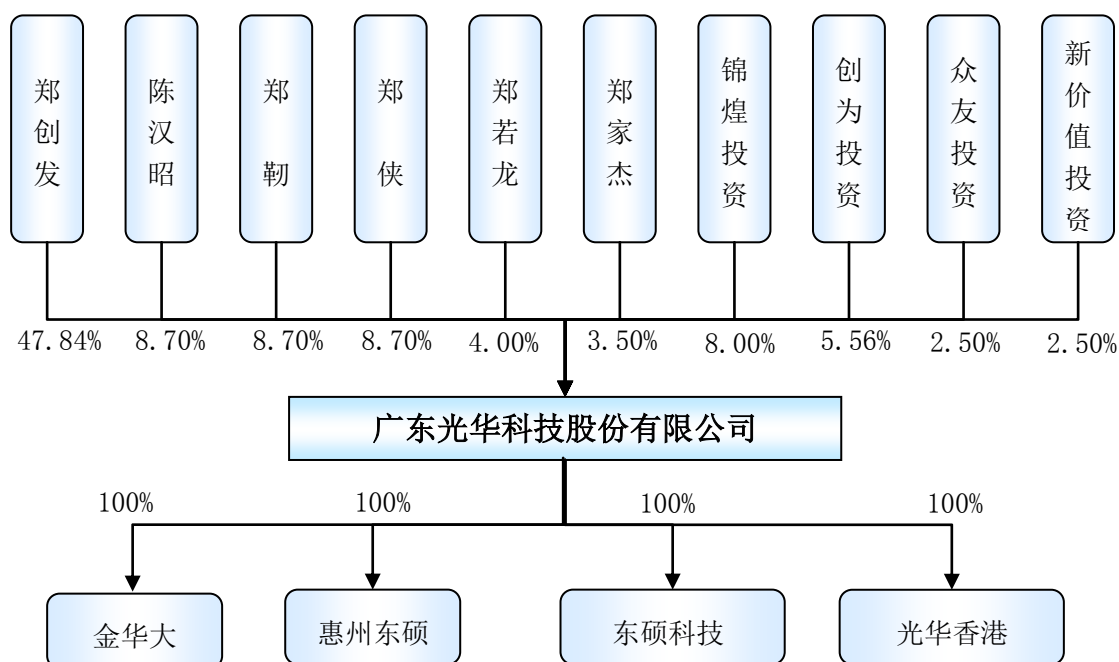 郑创发
陈汉昭
郑韧
郑侠
郑若龙
郑家杰
锦煌投资
创为投资
众友投资
新价值投资
47.84% 8.70% 8.70% 8.70% 4.00% 3.50% 8.00% 5.56% 2.50% 2.50%
广东光华科技股份有限公司
100% 100% 100% 100%
金华大 惠州东硕 东硕科技 光华香港